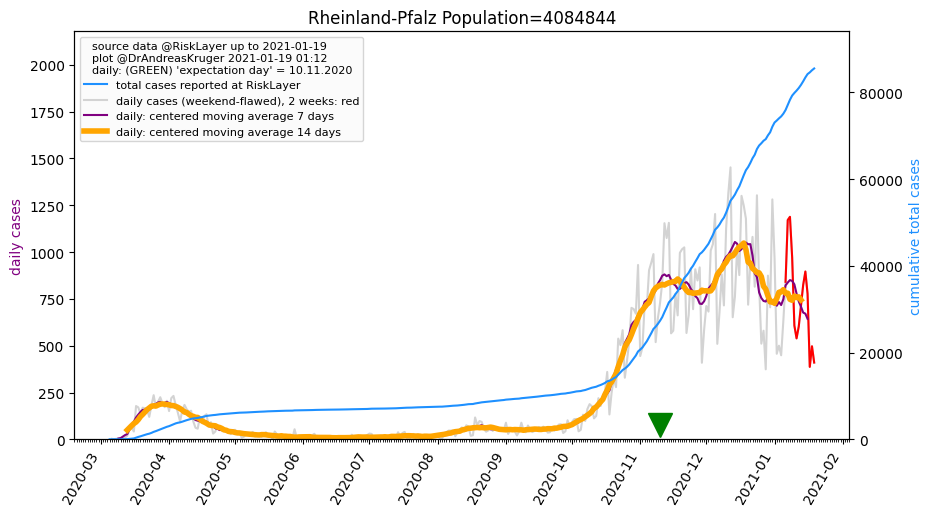 Rheinland-Pfalz Population=4084844
source data @RiskLayer up to 2021-01-19
plot @DrAndreasKruger 2021-01-19 01:12
daily: (GREEN) 'expectation day' = 10.11.2020
total cases reported at RiskLayer
daily cases (weekend-flawed), 2 weeks: red
daily: centered moving average 7 days
daily: centered moving average 14 days
daily cases
2000
1750
1500
1250
1000
750
500
250
0
80000
60000
40000
20000
0
cumulative total cases
2020-03
2020-04
2020-05
2020-06
2020-07
2020-08
2020-09
2020-10
2020-11
2020-12
2021-01
2021-02